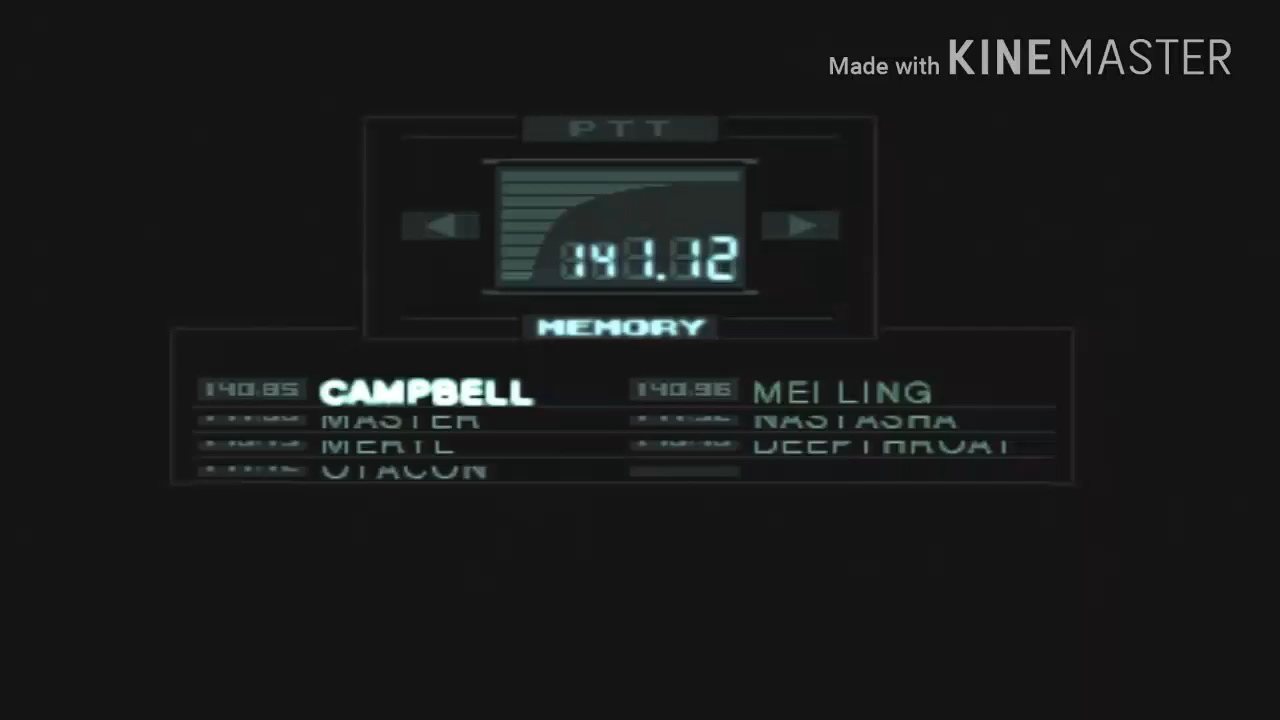 Made with KINEMASTER
PTT
141.12
MEMORY
140.85 CAMPBELL 140.96 MEI LING
MASTER NASTASHA
MERYL DEEPTHROAT
OTACON